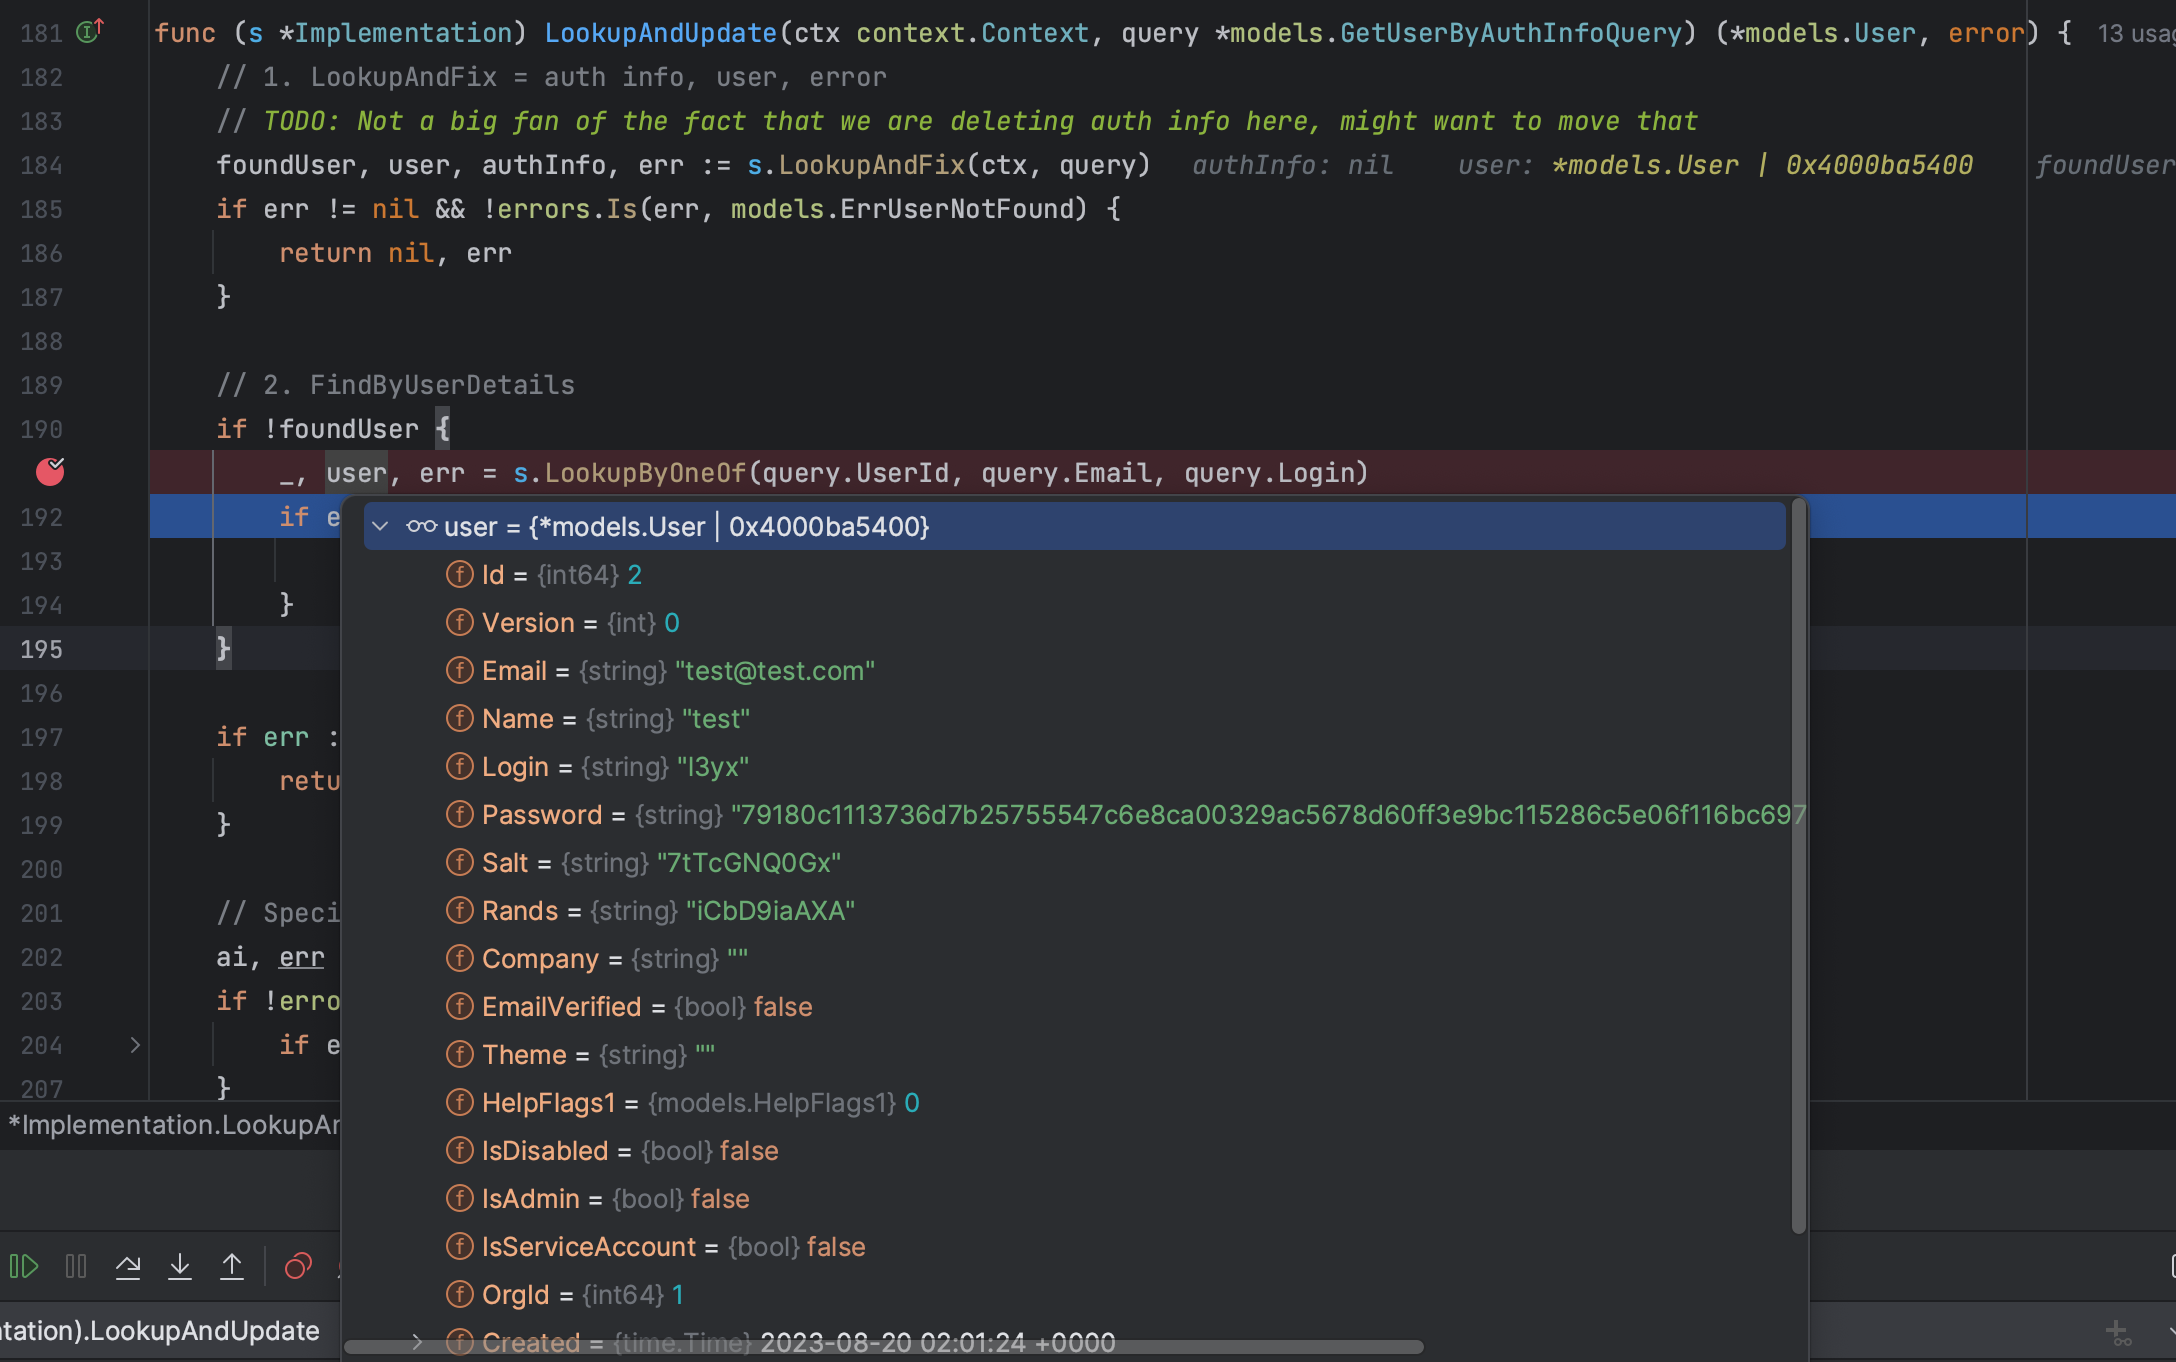 181 func (s *Implementation) LookupAndUpdate(ctx context.Context, query *models.GetUserByAuthInfoQuery) (*models.User, error) { 13 usag
182 // 1. LookupAndFix = auth info, user, error
183 // TODO: Not a big fan of the fact that we are deleting auth info here, might want to move that
184 foundUser, user, authInfo, err := s.LookupAndFix(ctx, query) authInfo: nil user: *models.User | 0x4000ba5400 foundUser
185 if err != nil && !errors.Is(err, models.ErrUserNotFound) {
186 return nil, err
187 }
188
189 // 2. FindByUserDetails
190 if !foundUser {
_, user, err = s.LookupByOneOf(query.UserId, query.Email, query.Login)
192 if e
user = {*models.User | 0x4000ba5400}
193
Id = {int64} 2
194 }
Version = {int} 0
195 }
Email = {string} "test@test.com"
196
Name = {string} "test"
197 if err :
Login = {string} "l3yx"
198 retu
Password = {string} "79180c1113736d7b25755547c6e8ca00329ac5678d60ff3e9bc115286c5e06f116bc697
199 }
Salt = {string} "7tTcGNQ0Gx"
200
Rands = {string} "iCbD9iaAXA"
201 // Speci
202 ai, err
Company = {string} ""
203 if !erro
EmailVerified = {bool} false
204 if e
Theme = {string} ""
207 }
HelpFlags1 = {models.HelpFlags1} 0
*Implementation.LookupAn
IsDisabled = {bool} false
IsAdmin = {bool} false
IsServiceAccount = {bool} false
OrgId = {int64} 1
ntation).LookupAndUpdate
Created = {time.Time} 2023-08-20 02:01:24 +0000